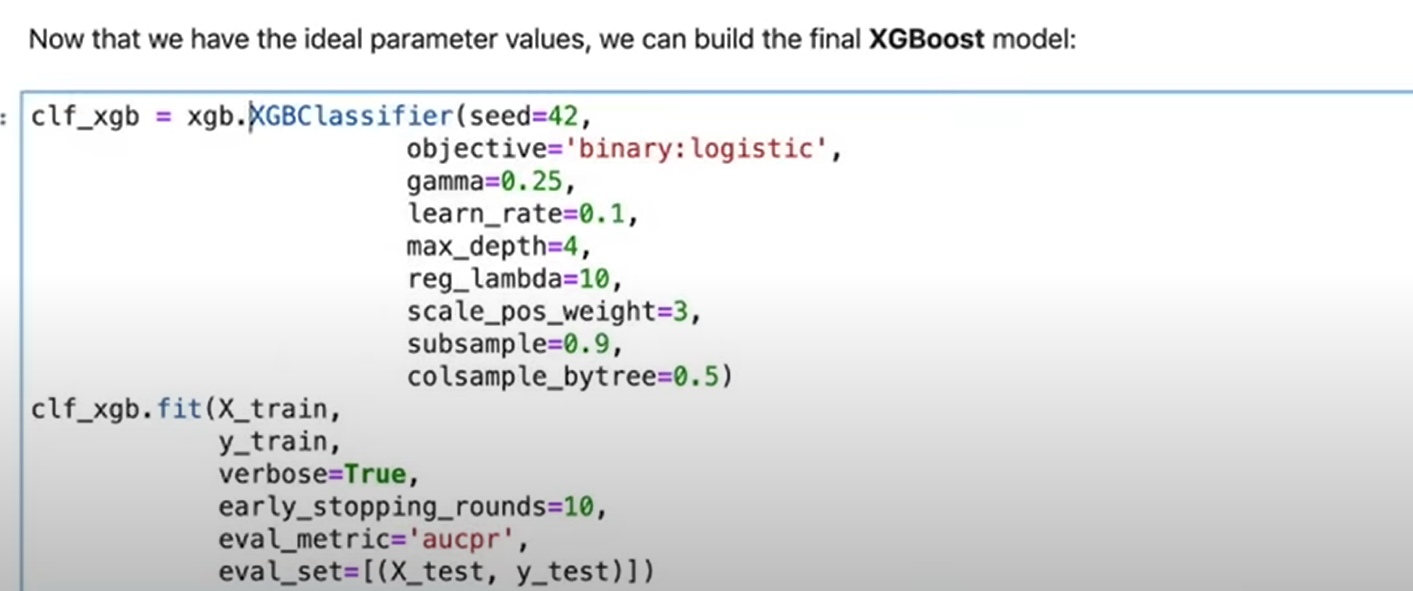 Now that we have the ideal parameter values, we can build the final XGBoost model:
: clf_xgb = xgb.XGBClassifier(seed=42,
objective='binary:logistic',
gamma=0.25,
learn_rate=0.1,
max_depth=4,
reg_lambda=10,
scale_pos_weight=3,
subsample=0.9,
colsample_bytree=0.5)
clf_xgb.fit(X_train,
y_train,
verbose=True,
early_stopping_rounds=10,
eval_metric='aucpr',
eval_set=[(X_test, y_test)])